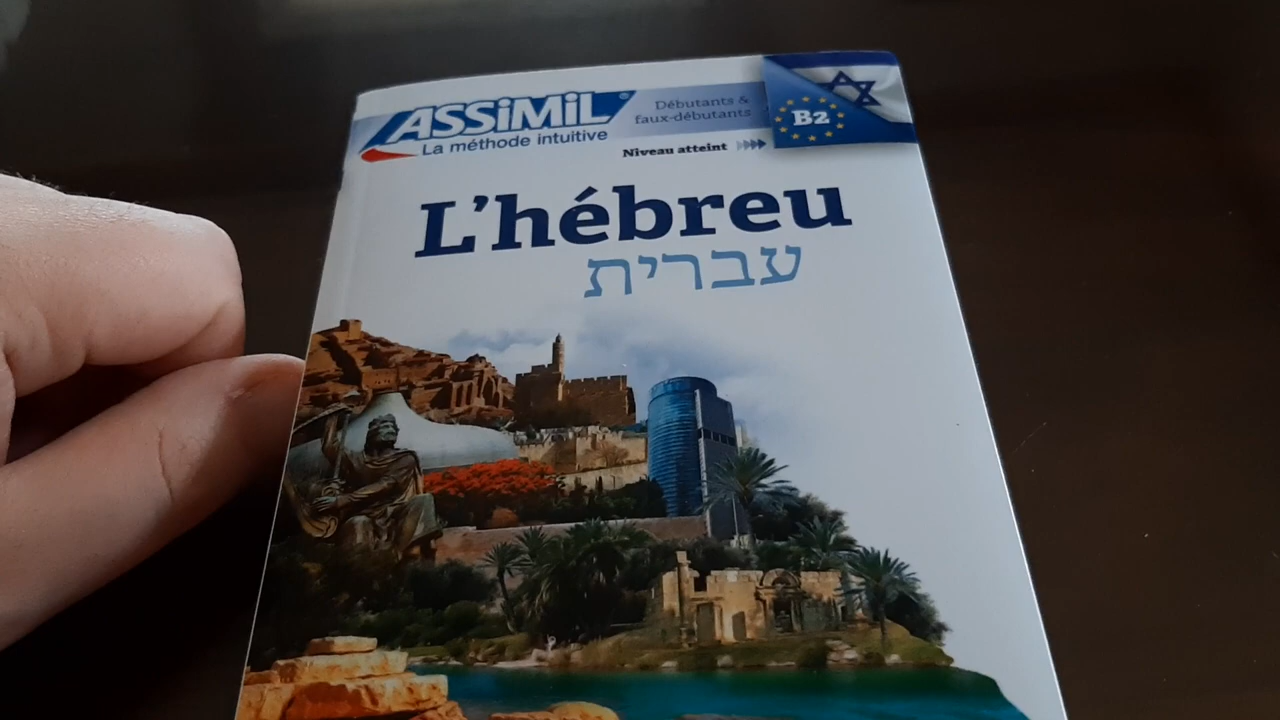 ASSiMiL
La méthode intuitive
Débutants &
faux-débutants
Niveau atteint
B2
L'hébreu
עברית